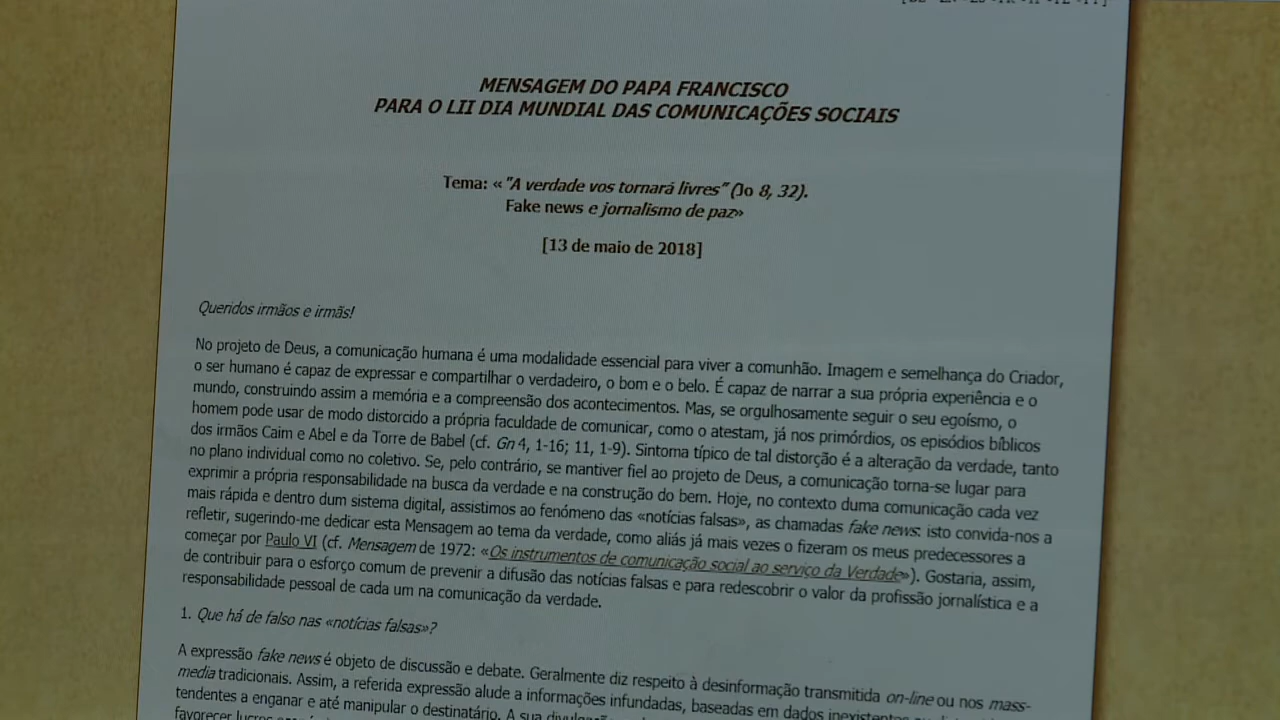 MENSAGEM DO PAPA FRANCISCO
PARA O LII DIA MUNDIAL DAS COMUNICAÇÕES SOCIAIS
Tema: «"A verdade vos tornará livres" (Jo 8, 32).
Fake news e jornalismo de paz»
[13 de maio de 2018]
Queridos irmãos e irmãs!
No projeto de Deus, a comunicação humana é uma modalidade essencial para viver a comunhão. Imagem e semelhança do Criador,
o ser humano é capaz de expressar e compartilhar o verdadeiro, o bom e o belo. É capaz de narrar a sua própria experiência e o
mundo, construindo assim a memória e a compreensão dos acontecimentos. Mas, se orgulhosamente seguir o seu egoísmo, o
homem pode usar de modo distorcido a própria faculdade de comunicar, como o atestam, já nos primórdios, os episódios bíblicos
dos irmãos Caim e Abel e da Torre de Babel (cf. Gn 4, 1-16; 11, 1-9). Sintoma típico de tal distorção é a alteração da verdade, tanto
no plano individual como no coletivo. Se, pelo contrário, se mantiver fiel ao projeto de Deus, a comunicação torna-se lugar para
exprimir a própria responsabilidade na busca da verdade e na construção do bem. Hoje, no contexto duma comunicação cada vez
mais rápida e dentro dum sistema digital, assistimos ao fenómeno das «notícias falsas», as chamadas fake news: isto convida-nos a
refletir, sugerindo-me dedicar esta Mensagem ao tema da verdade, como aliás já mais vezes o fizeram os meus predecessores a
começar por Paulo VI (cf. Mensagem de 1972: «Os instrumentos de comunicação social ao serviço da Verdade»). Gostaria, assim,
de contribuir para o esforço comum de prevenir a difusão das notícias falsas e para redescobrir o valor da profissão jornalística e a
responsabilidade pessoal de cada um na comunicação da verdade.
1. Que há de falso nas «notícias falsas»?
A expressão fake news é objeto de discussão e debate. Geralmente diz respeito à desinformação transmitida on-line ou nos mass-
media tradicionais. Assim, a referida expressão alude a informações infundadas, baseadas em dados inexistentes
tendentes a enganar e até manipular o destinatário. A sua
favorecer